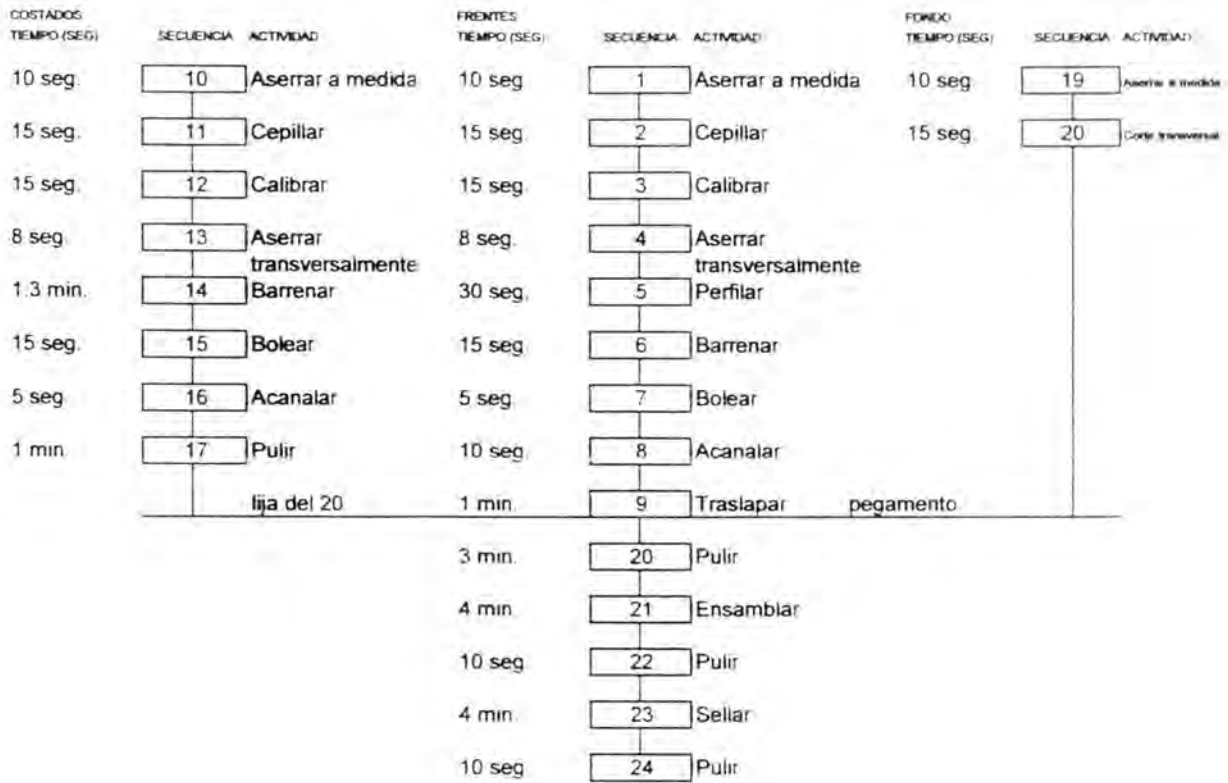 COSTADOS FRENTES FONDO
TIEMPO (SEG) SECUENCIA ACTIVIDAD TIEMPO (SEG) SECUENCIA ACTIVIDAD TIEMPO (SEG) SECUENCIA ACTIVIDAD
10 seg. 10 Aserrar a medida 10 seg 1 Aserrar a medida 10 seg. 19 Aserrar a medida
15 seg. 11 Cepillar 15 seg. 2 Cepillar 15 seg. 20 Corte transversal
15 seg. 12 Calibrar 15 seg. 3 Calibrar
8 seg. 13 Aserrar 8 seg. 4 Aserrar
transversalmente transversalmente
1.3 min. 14 Barrenar 30 seg. 5 Perfilar
15 seg. 15 Bolear 15 seg. 6 Barrenar
5 seg 16 Acanalar 5 seg. 7 Bolear
1 min. 17 Pulir 10 seg. 8 Acanalar
lija del 20 1 min. 9 Traslapar pegamento
3 min. 20 Pulir
4 min. 21 Ensamblar
10 seg 22 Pulir
4 min. 23 Sellar
10 seg 24 Pulir